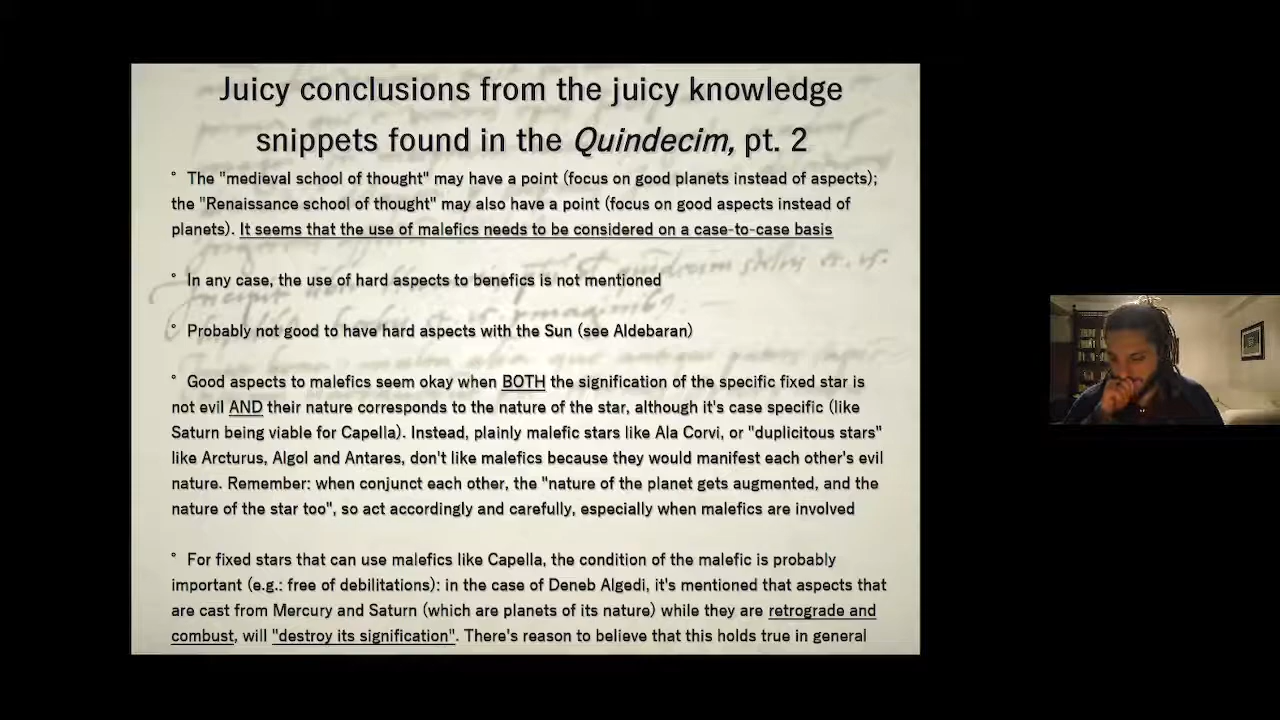 Juicy conclusions from the juicy knowledge
snippets found in the Quindecim, pt. 2
° The "medieval school of thought" may have a point (focus on good planets instead of aspects);
the "Renaissance school of thought" may also have a point (focus on good aspects instead of
planets). It seems that the use of malefics needs to be considered on a case-to-case basis
° In any case, the use of hard aspects to benefics is not mentioned
° Probably not good to have hard aspects with the Sun (see Aldebaran)
° Good aspects to malefics seem okay when BOTH the signification of the specific fixed star is
not evil AND their nature corresponds to the nature of the star, although it's case specific (like
Saturn being viable for Capella). Instead, plainly malefic stars like Ala Corvi, or "duplicitous stars"
like Arcturus, Algol and Antares, don't like malefics because they would manifest each other's evil
nature. Remember: when conjunct each other, the "nature of the planet gets augmented, and the
nature of the star too", so act accordingly and carefully, especially when malefics are involved
° For fixed stars that can use malefics like Capella, the condition of the malefic is probably
important (e.g.: free of debilitations): in the case of Deneb Algedi, it's mentioned that aspects that
are cast from Mercury and Saturn (which are planets of its nature) while they are retrograde and
combust, will "destroy its signification". There's reason to believe that this holds true in general